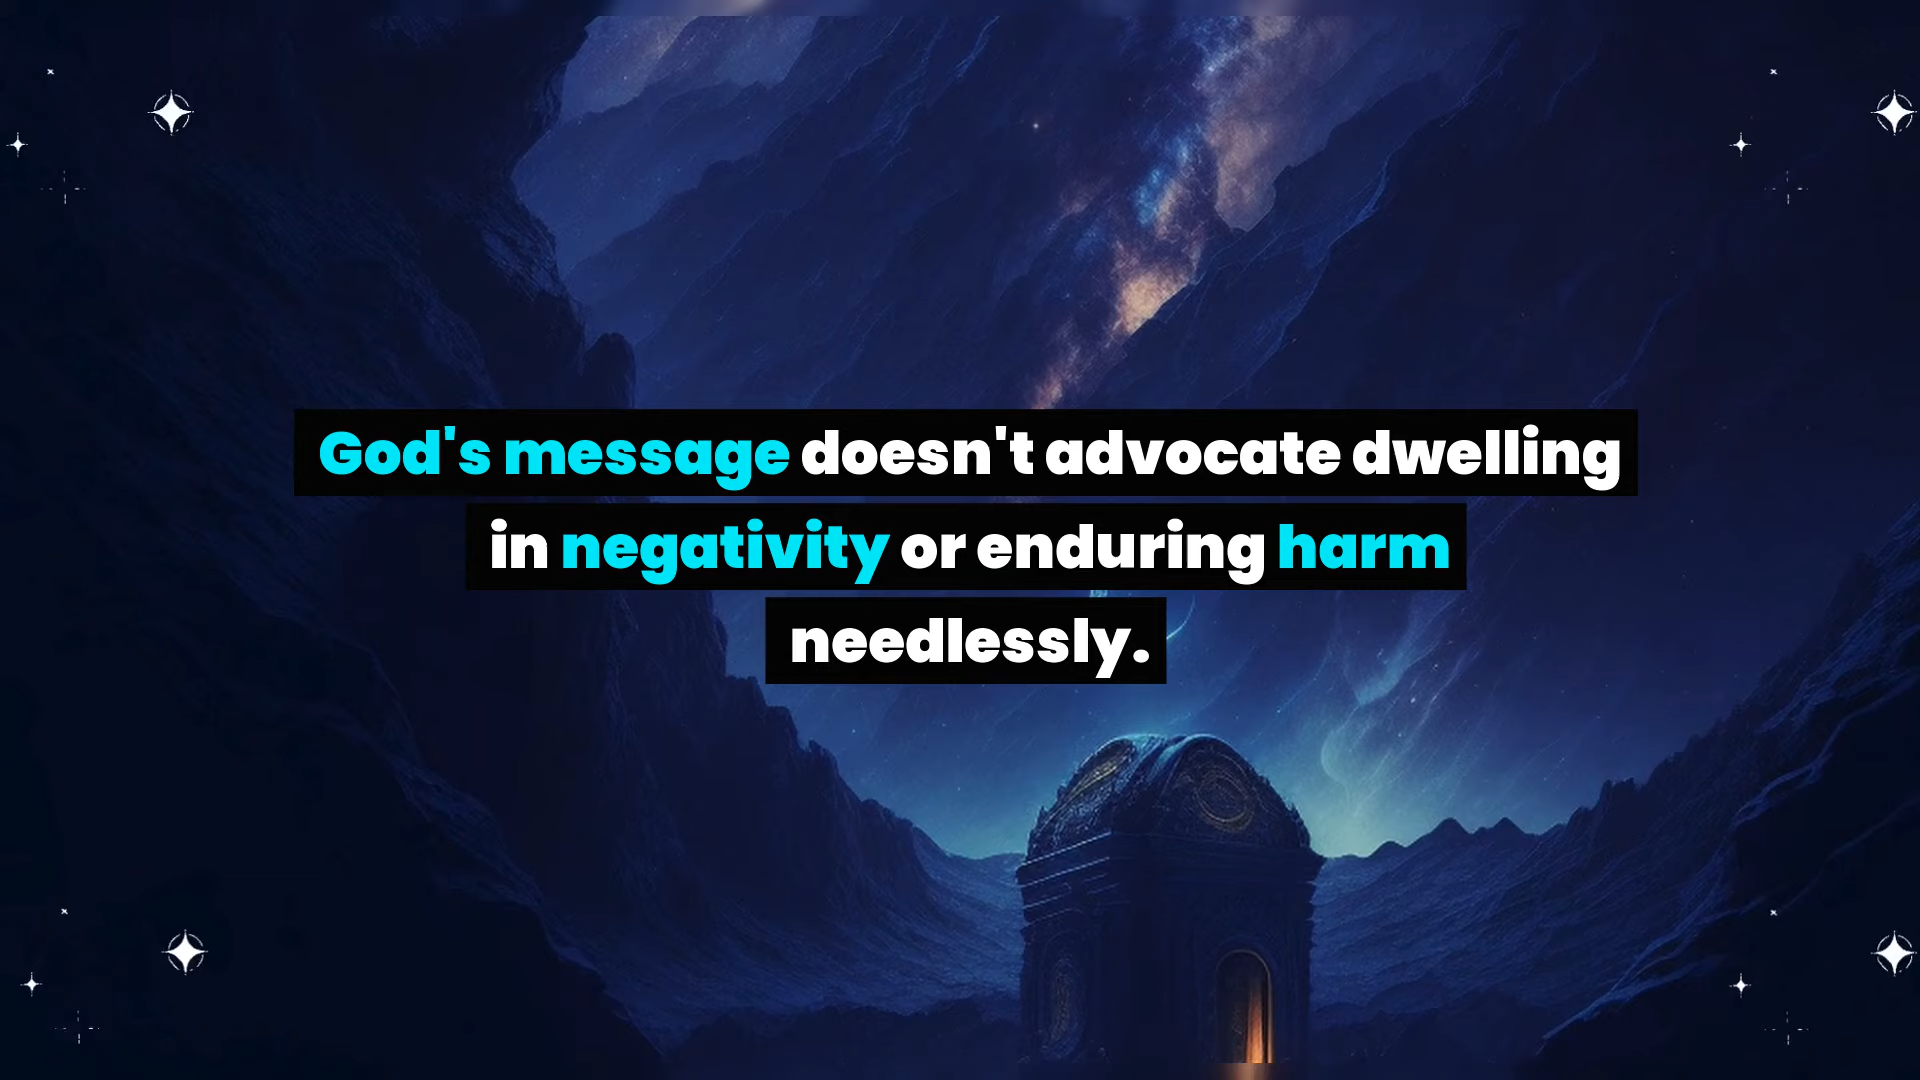 God's message doesn't advocate dwelling
in negativity or enduring harm
needlessly.